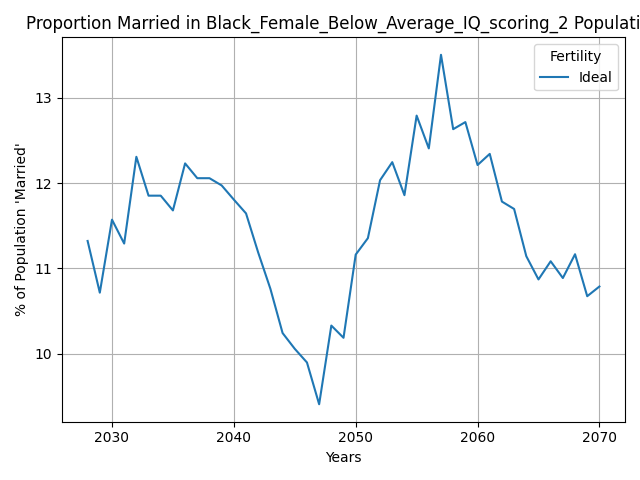 Proportion Married in Black_Female_Below_Average_IQ_scoring_2 Populati
Fertility
Ideal
% of Population 'Married'
13
12
11
10
2030 2040 2050 2060 2070
Years